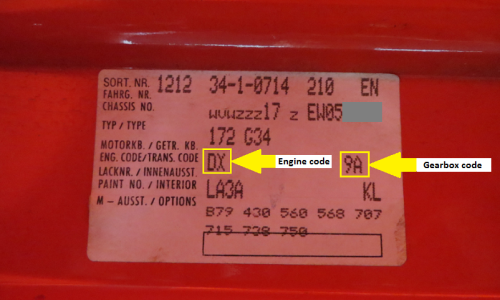 SORT. NR. 1212 34-1-0714 210 EN
FAHRG. NR.
CHASSIS NO. WVWZZZ17 Z EW05
TYP / TYPE 172 G34
MOTORKB. / GETR. KB.
ENG. CODE/TRANS. CODE DX Engine code 9A Gearbox code
LACKNR. / INNENAUSST.
PAINT NO. / INTERIOR LA3A KL
M – AUSST. / OPTIONS B79 430 560 568 707
715 738 750